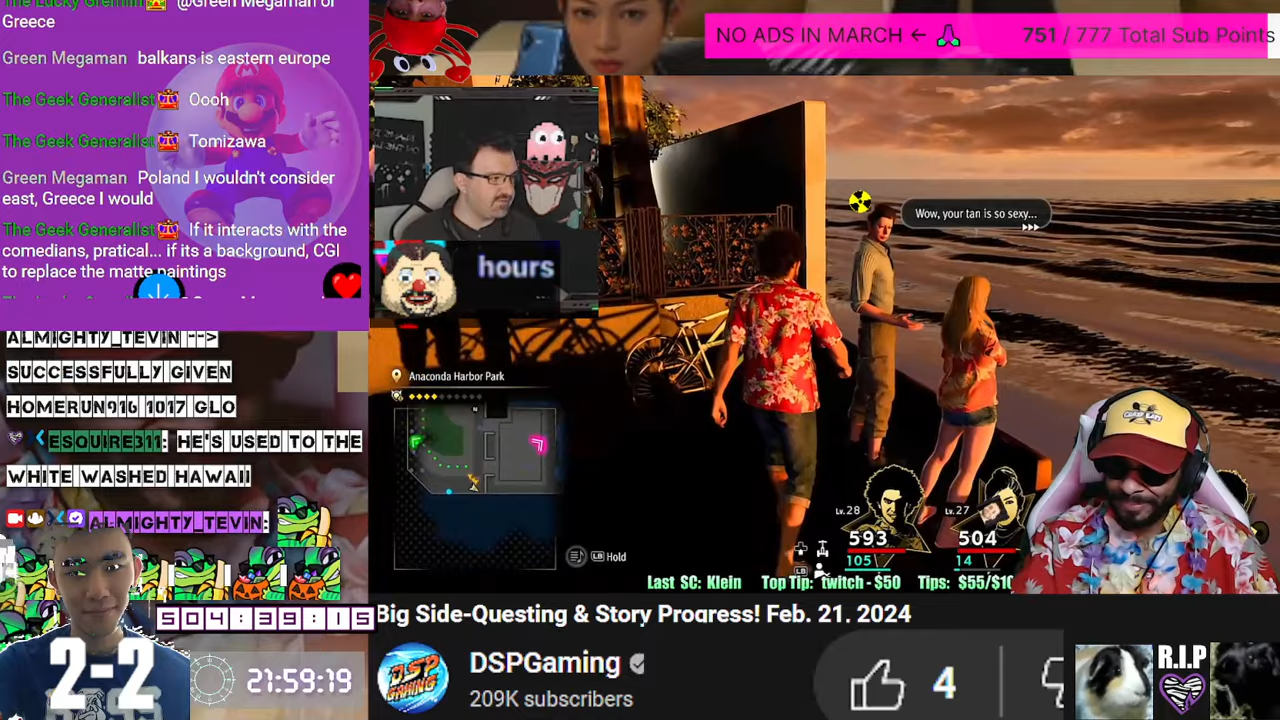 The Lucky Gremlin @Green Megaman or
Greece
Green Megaman balkans is eastern europe
The Geek Generalist Oooh
The Geek Generalist Tomizawa
Green Megaman Poland I wouldn't consider
east, Greece I would
The Geek Generalist If it interacts with the
comedians, pratical... if its a background, CGI
to replace the matte paintings
ALMIGHTY_TEVIN -->
SUCCESSFULLY GIVEN
HOMERUN916 1017 GLO
ESQUIRE311: HE'S USED TO THE
WHITE WASHED HAWAII
ALMIGHTY_TEVIN:
504:39:15
2-2
21:59:19
NO ADS IN MARCH ← 751 / 777 Total Sub Points
hours
Wow, your tan is so sexy...
Anaconda Harbor Park
N
LB Hold
LB
Lv. 28
593
105
Lv. 27
504
14
Last SC: Klein Top Tip: twitch - $50 Tips: $55/$10
Big Side-Questing & Story Progress! Feb. 21, 2024
DSP GAMING
DSPGaming
209K subscribers
4
R.I.P